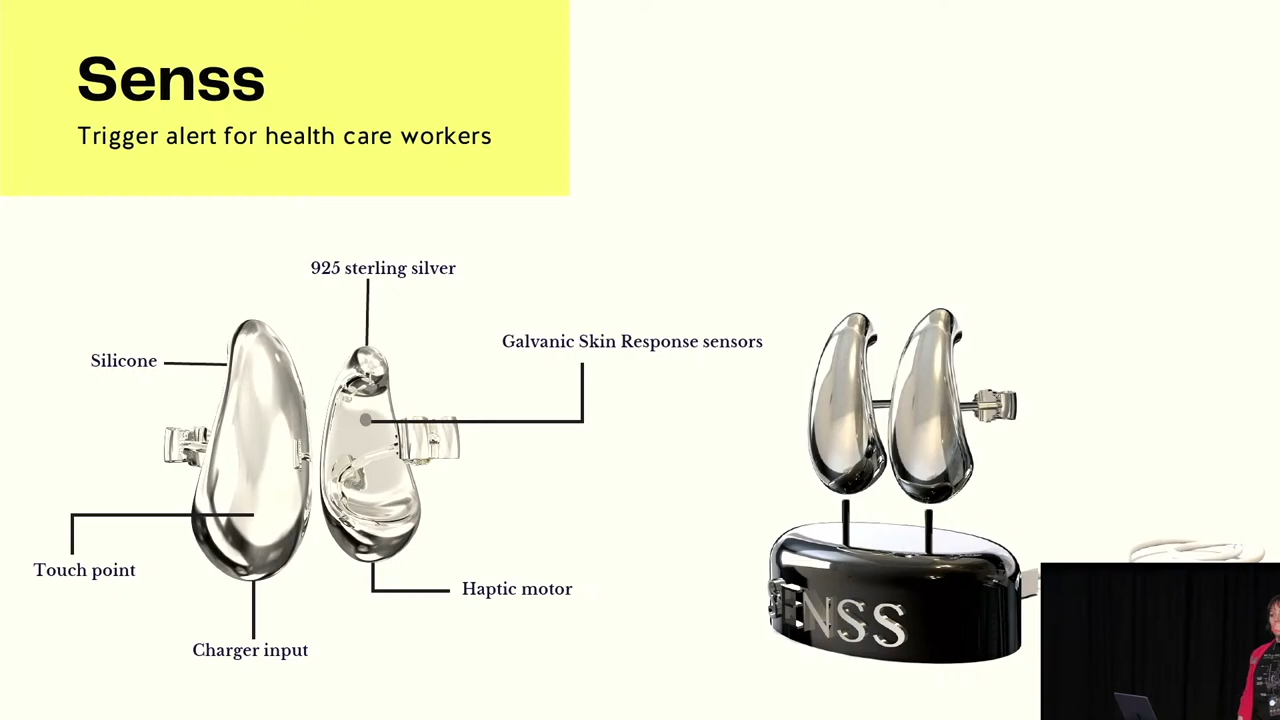 Senss
Trigger alert for health care workers
925 sterling silver
Galvanic Skin Response sensors
Silicone
Touch point
Haptic motor
Charger input
SENSS